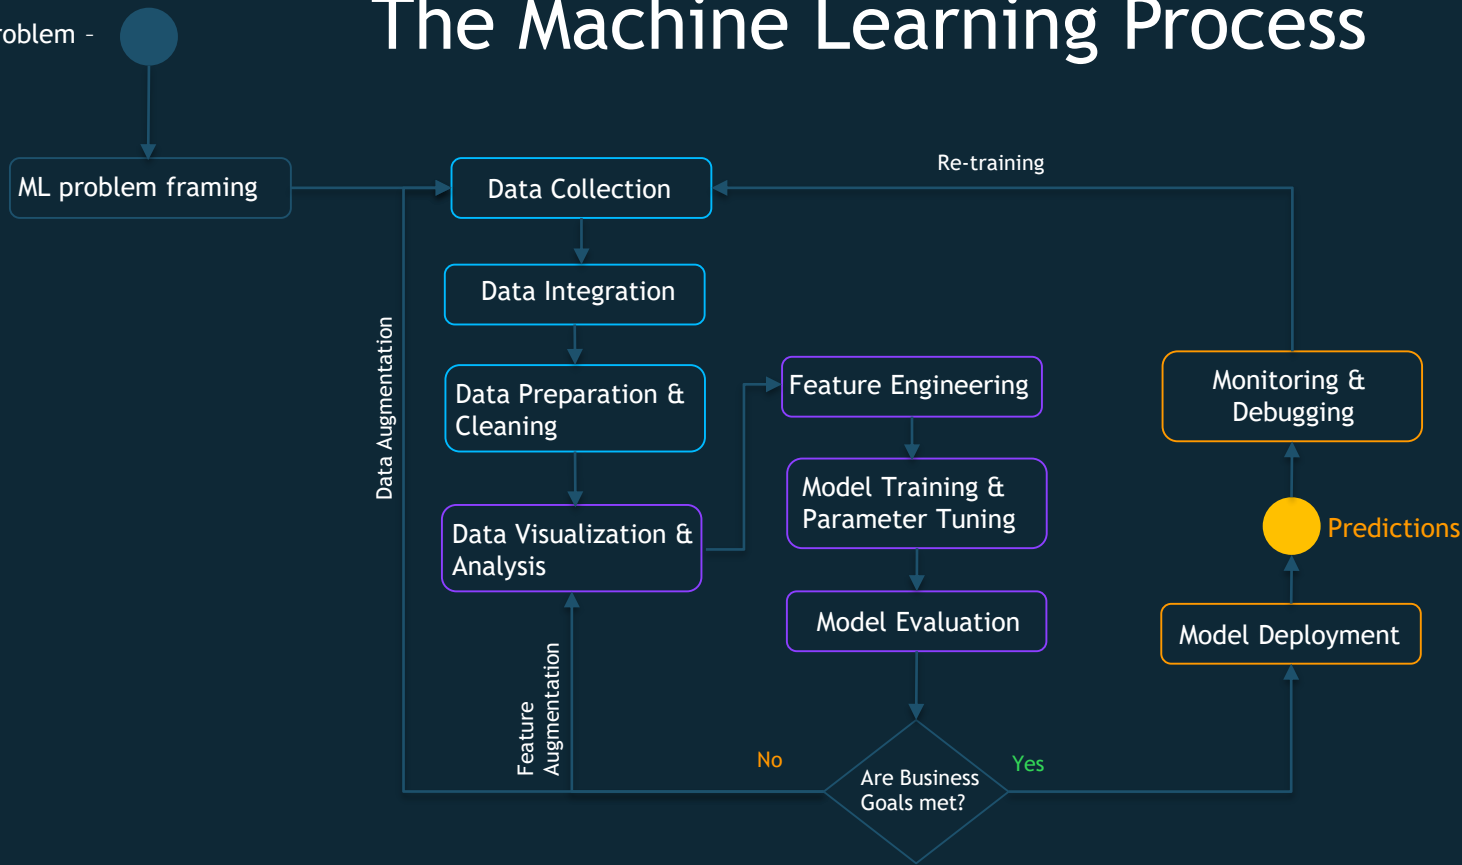 The Machine Learning Process
ML problem framing
Data Collection
Re-training
Data Integration
Data Augmentation
Data Preparation &
Cleaning
Feature Engineering
Monitoring &
Debugging
Data Visualization &
Analysis
Model Training &
Parameter Tuning
Predictions
Model Evaluation
Model Deployment
Feature
Augmentation
No
Yes
Are Business
Goals met?